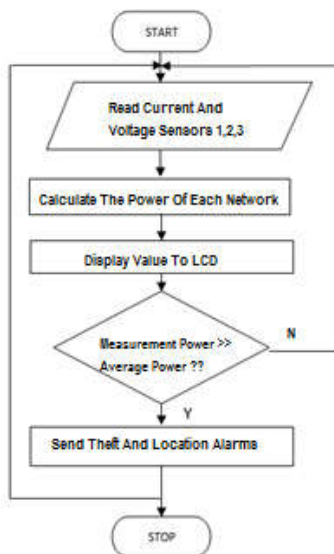 START
Read Current And
Voltage Sensors 1,2,3
Calculate The Power Of Each Network
Display Value To LCD
Measurement Power >>
Average Power ??
N
Y
Send Theft And Location Alarms
STOP